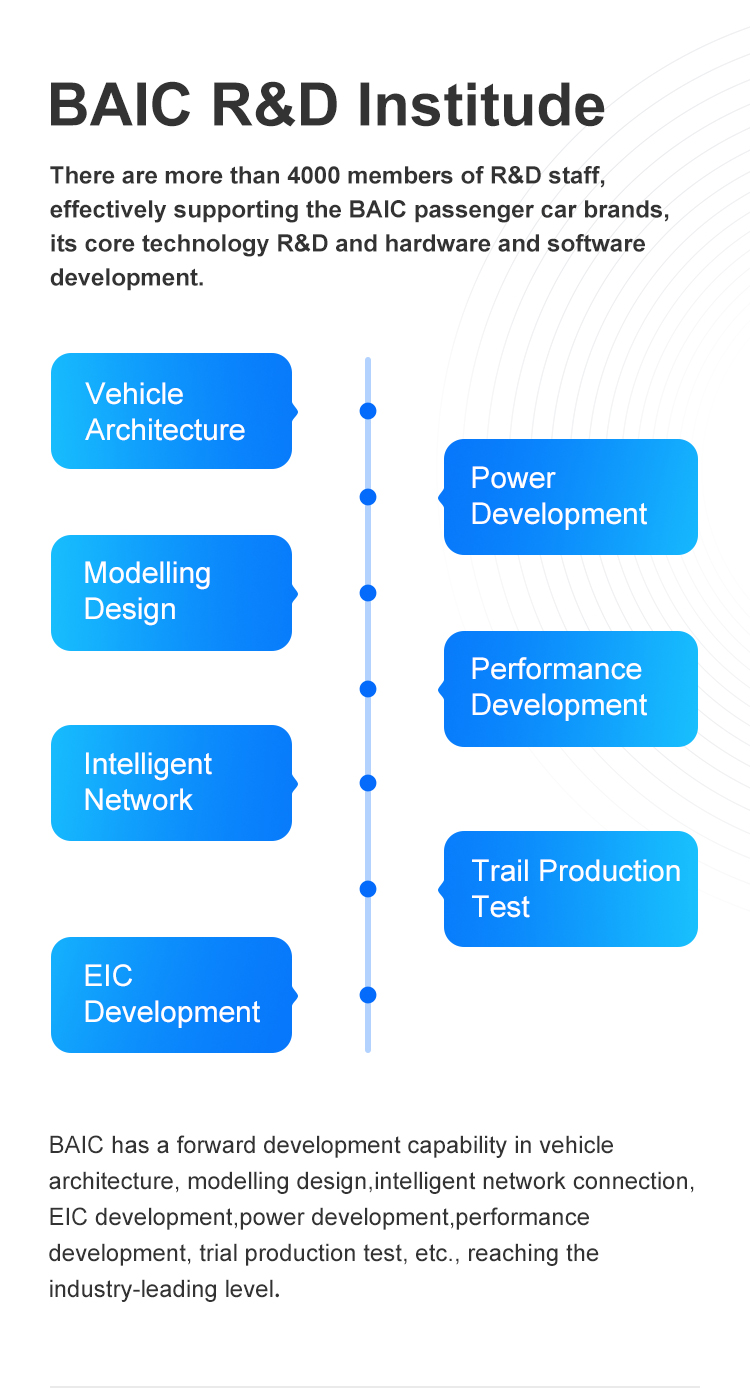 BAIC R&D Institude
There are more than 4000 members of R&D staff,
effectively supporting the BAIC passenger car brands,
its core technology R&D and hardware and software
development.
Vehicle
Architecture
Power
Development
Modelling
Design
Performance
Development
Intelligent
Network
Trail Production
Test
EIC
Development
BAIC has a forward development capability in vehicle
architecture, modelling design,intelligent network connection,
EIC development,power development,performance
development, trial production test, etc., reaching the
industry-leading level.